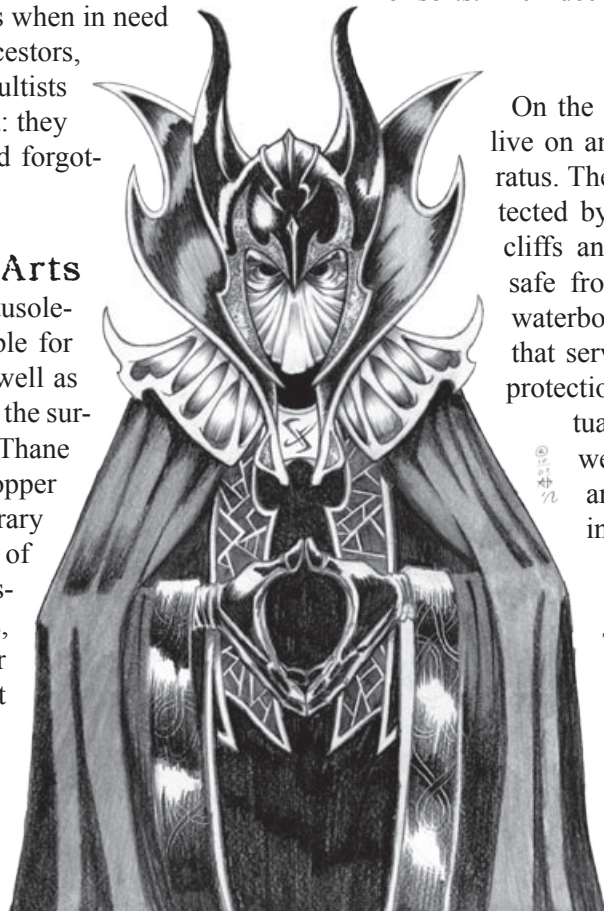 s when in need
cestors,
ultists
: they
d forgot-
Arts
usole-
ple for
well as
the sur-
Thane
opper
rary
of
s-
,
r
t
On the
live on an
ratus. The
tected by
cliffs an
safe fro
waterbo
that serv
protectio
tua
we
an
in